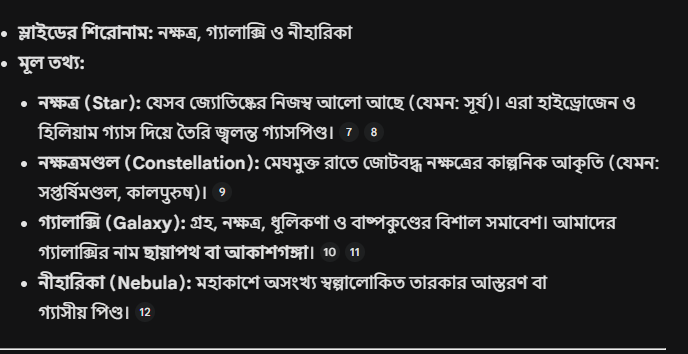 স্লাইডের শিরোনাম: নক্ষত্র, গ্যালাক্সি ও নীহারিকা
মূল তথ্য:
নক্ষত্র (Star): যেসব জ্যোতিষ্কের নিজস্ব আলো আছে (যেমন: সূর্য)। এরা হাইড্রোজেন ও
হিলিয়াম গ্যাস দিয়ে তৈরি জ্বলন্ত গ্যাসপিণ্ড। 7 8
নক্ষত্রমণ্ডল (Constellation): মেঘমুক্ত রাতে জোটবদ্ধ নক্ষত্রের কাল্পনিক আকৃতি (যেমন:
সপ্তর্ষিমণ্ডল, কালপুরুষ)। 9
গ্যালাক্সি (Galaxy): গ্রহ, নক্ষত্র, ধূলিকণা ও বাষ্পকুণ্ডের বিশাল সমাবেশ। আমাদের
গ্যালাক্সির নাম ছায়াপথ বা আকাশগঙ্গা। 10 11
নীহারিকা (Nebula): মহাকাশে অসংখ্য স্বল্পালোকিত তারকার আস্তরণ বা
গ্যাসীয় পিণ্ড। 12